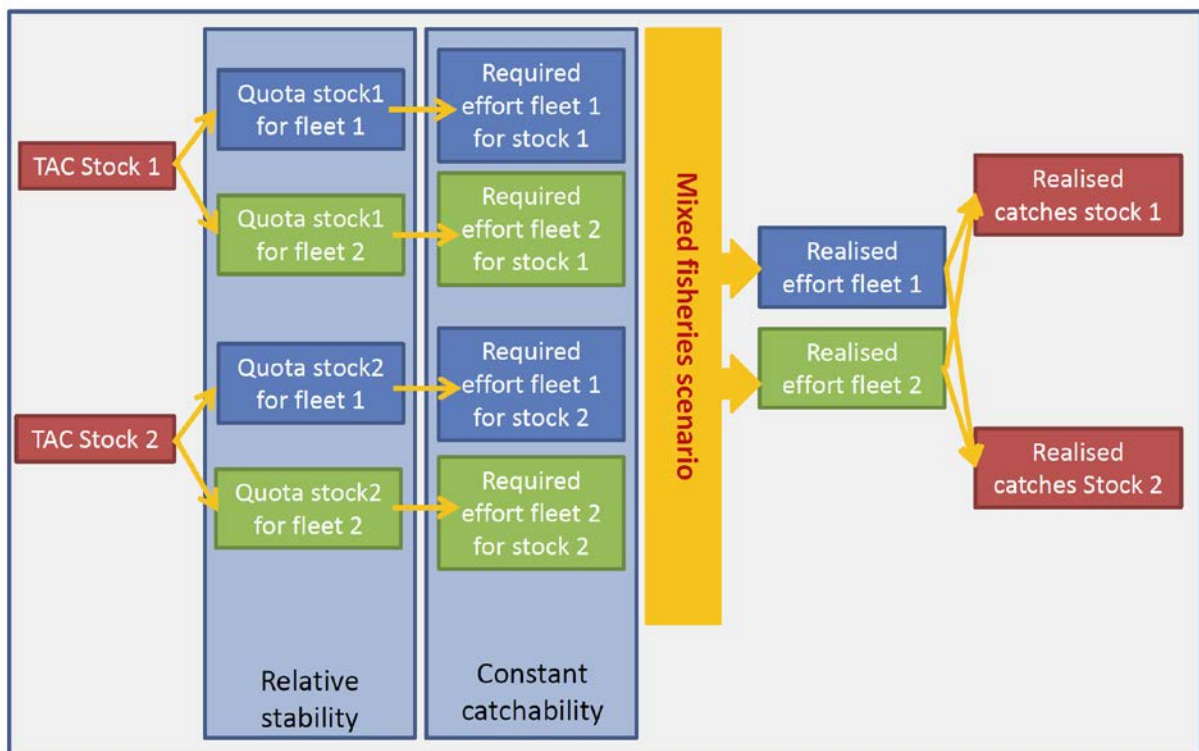 TAC Stock 1
Quota stock1
for fleet 1
Required
effort fleet 1
for stock 1
Quota stock1
for fleet 2
Required
effort fleet 2
for stock 1
TAC Stock 2
Quota stock2
for fleet 1
Required
effort fleet 1
for stock 2
Quota stock2
for fleet 2
Required
effort fleet 2
for stock 2
Relative
stability
Constant
catchability
Mixed fisheries scenario
Realised
effort fleet 1
Realised
effort fleet 2
Realised
catches stock 1
Realised
catches Stock 2